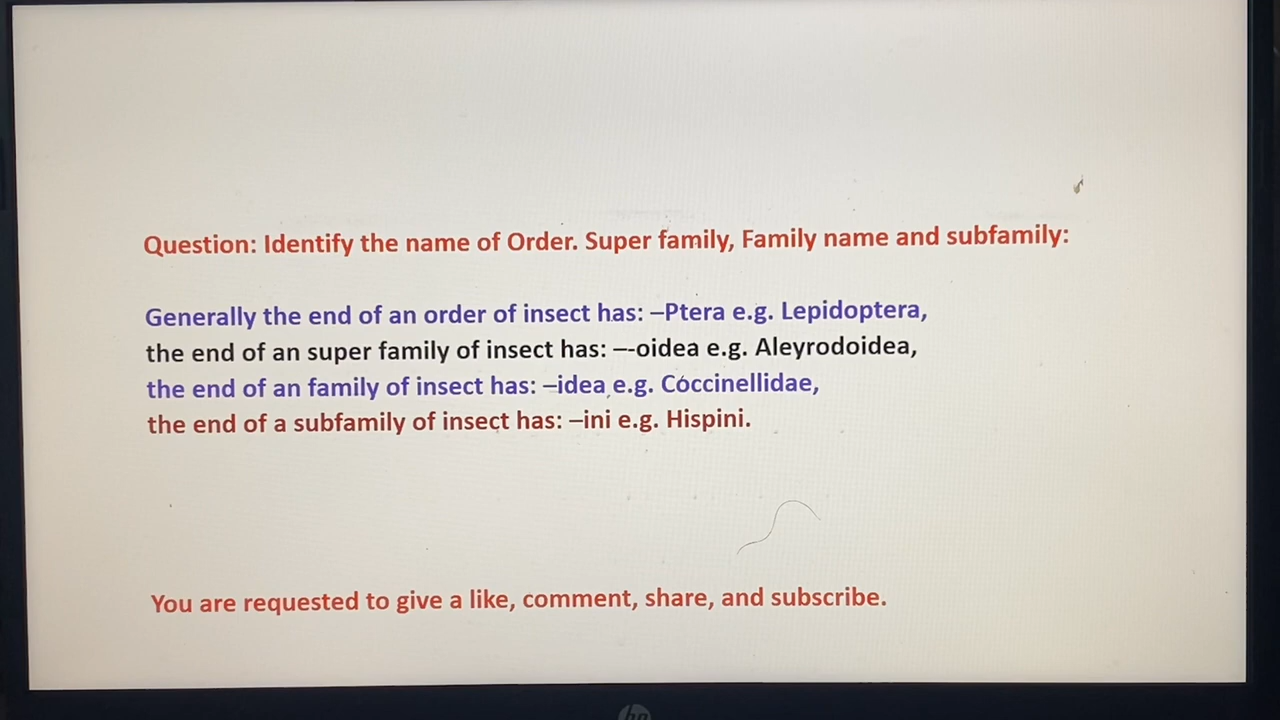 Question: Identify the name of Order. Super family, Family name and subfamily:
Generally the end of an order of insect has: –Ptera e.g. Lepidoptera,
the end of an super family of insect has: –-oidea e.g. Aleyrodoidea,
the end of an family of insect has: –idea e.g. Coccinellidae,
the end of a subfamily of insect has: –ini e.g. Hispini.
You are requested to give a like, comment, share, and subscribe.
hp